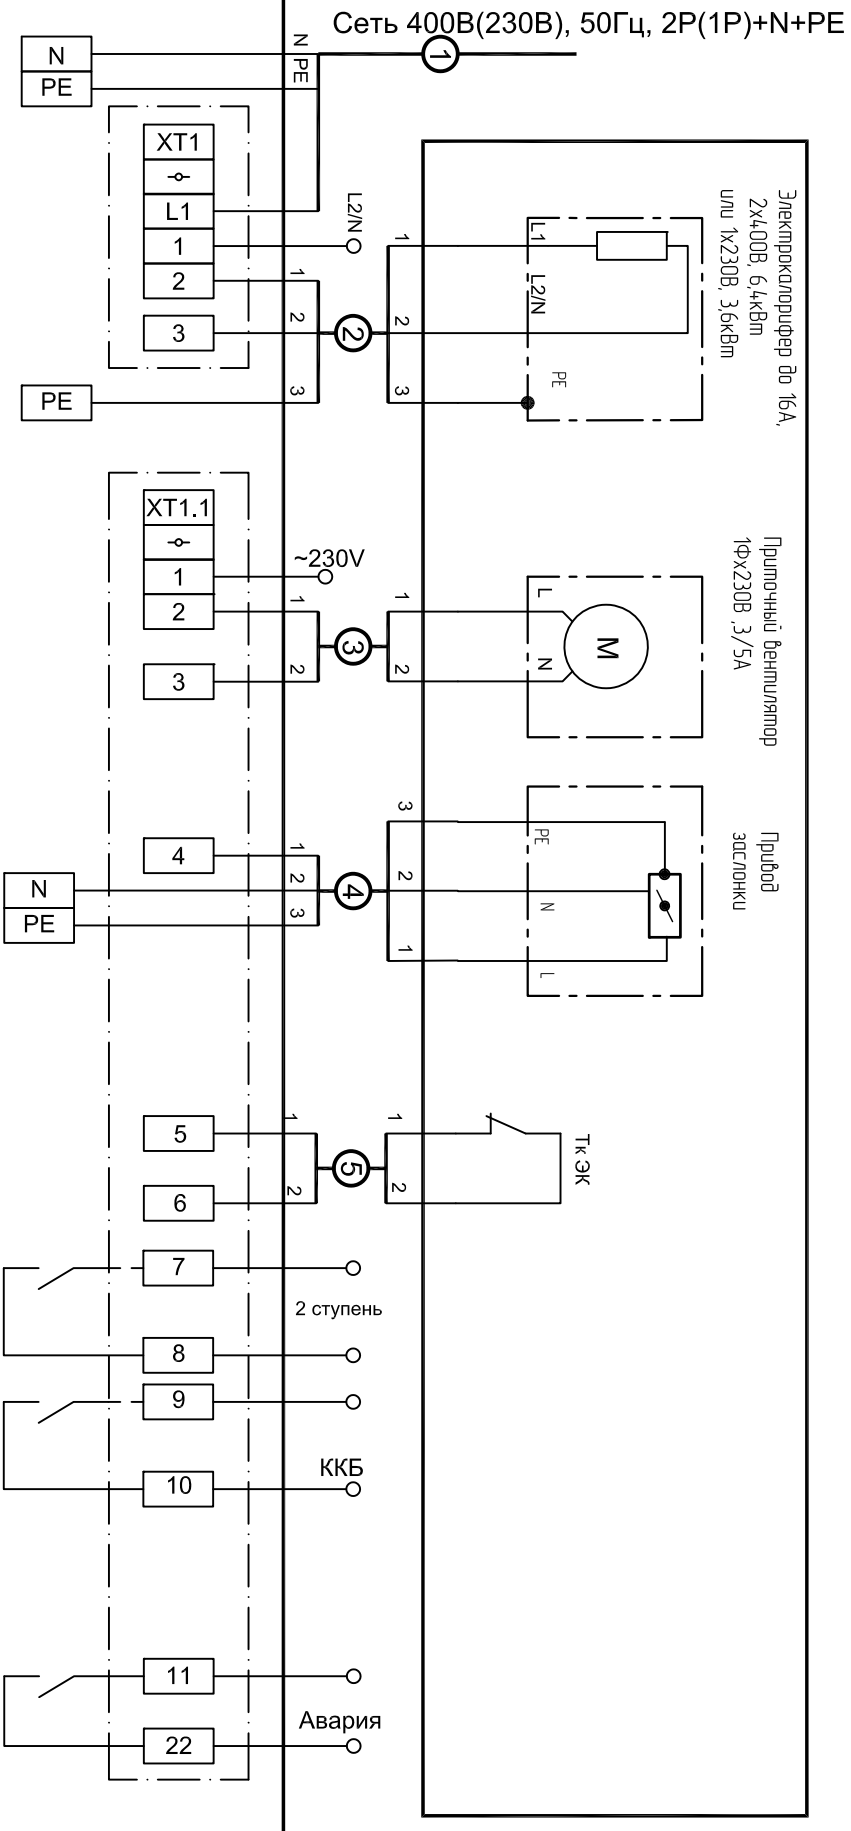 Сеть 400В(230В), 50Гц, 2Р(1Р)+N+PE
N
PE
N
PE
1
XT1
L1
1
2
3
PE
L2/N
1
2
3
2
1
2
3
L1
L2/N
PE
Электрокалорифер до 16А,
2х400В, 6,4кВт
или 1х230В, 3,6кВт
XT1.1
1
2
3
~230V
1
2
3
1
2
L
N
M
Приточный вентилятор
1Фх230В ,3/5А
4
N
PE
1
2
3
4
3
2
1
PE
N
L
Привод
заслонки
5
6
1
2
5
1
2
Тк ЭК
7
2 ступень
8
9
ККБ
10
11
Авария
22